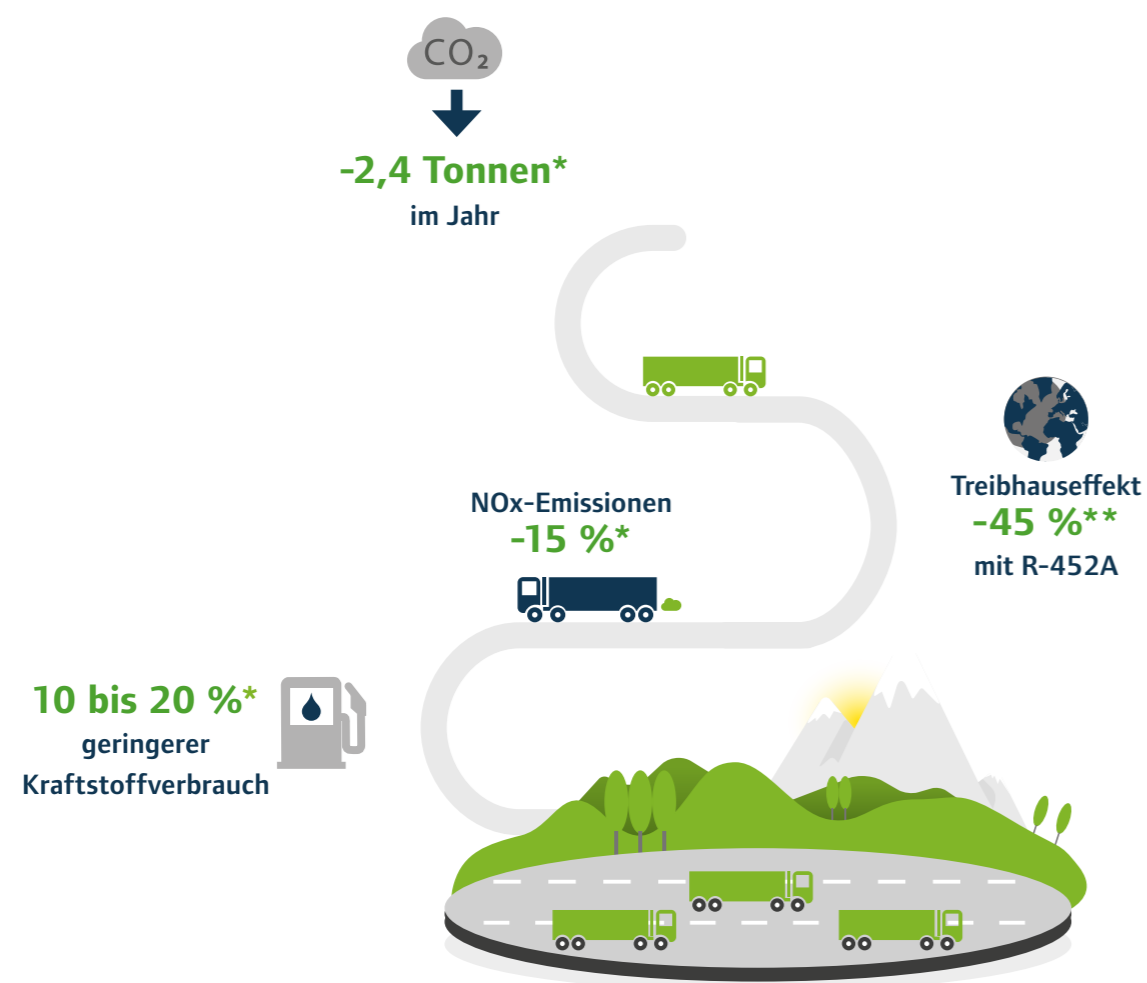 CO₂
-2,4 Tonnen*
im Jahr
NOx-Emissionen
-15 %*
Treibhauseffekt
-45 %**
mit R-452A
10 bis 20 %*
geringerer
Kraftstoffverbrauch